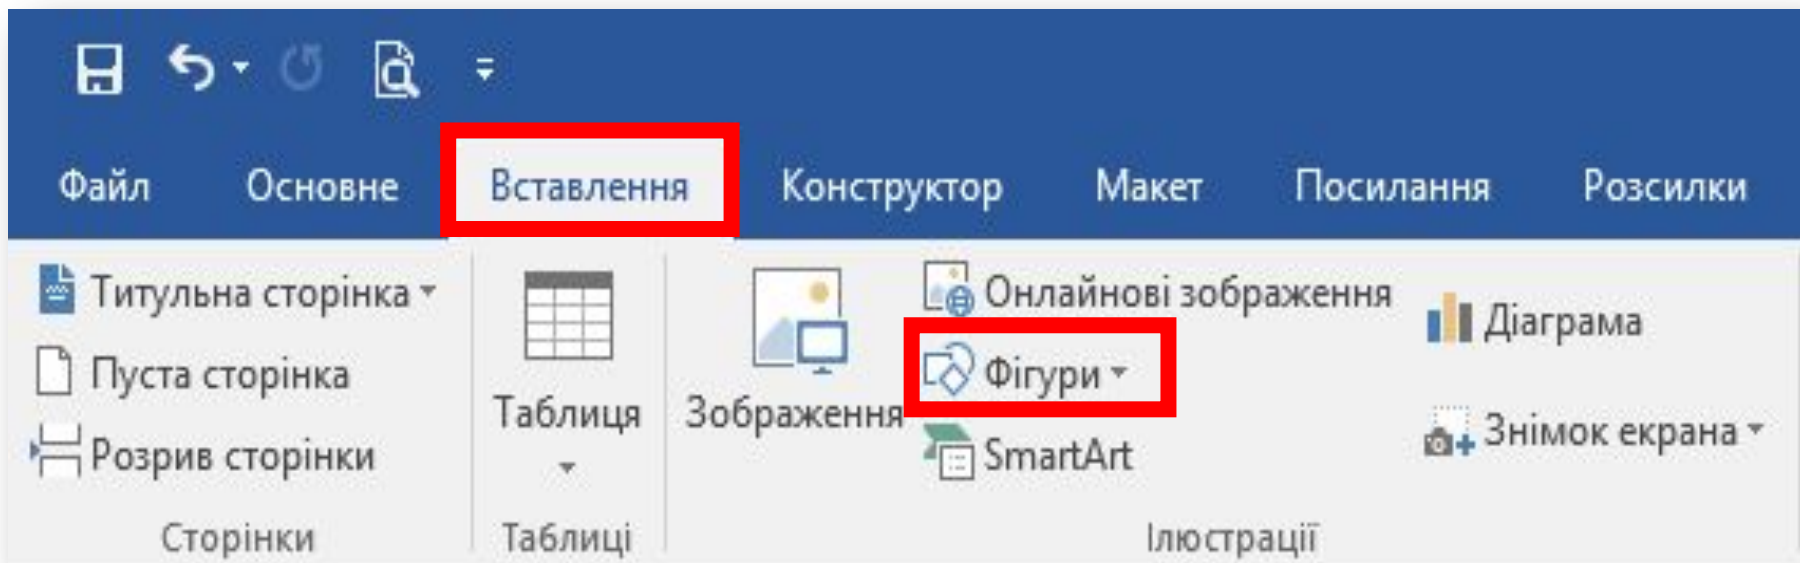 Файл Основне Вставлення Конструктор Макет Посилання Розсилки
Титульна сторінка
Пуста сторінка
Розрив сторінки
Сторінки
Таблиця
Таблиці
Зображення
Онлайнові зображення
Фігури
SmartArt
Діаграма
Знімок екрана
Ілюстрації